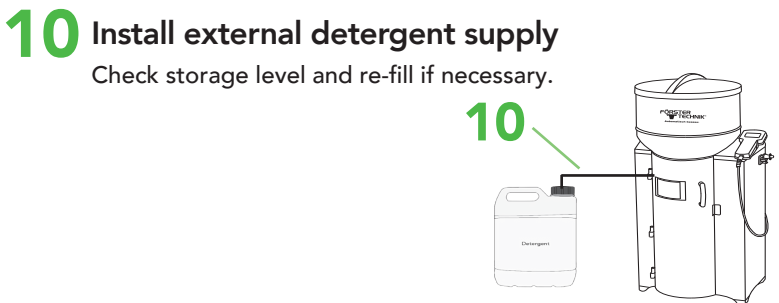 10 Install external detergent supply
Check storage level and re-fill if necessary.
10
FÖRSTER
TECHNIK
Detergent